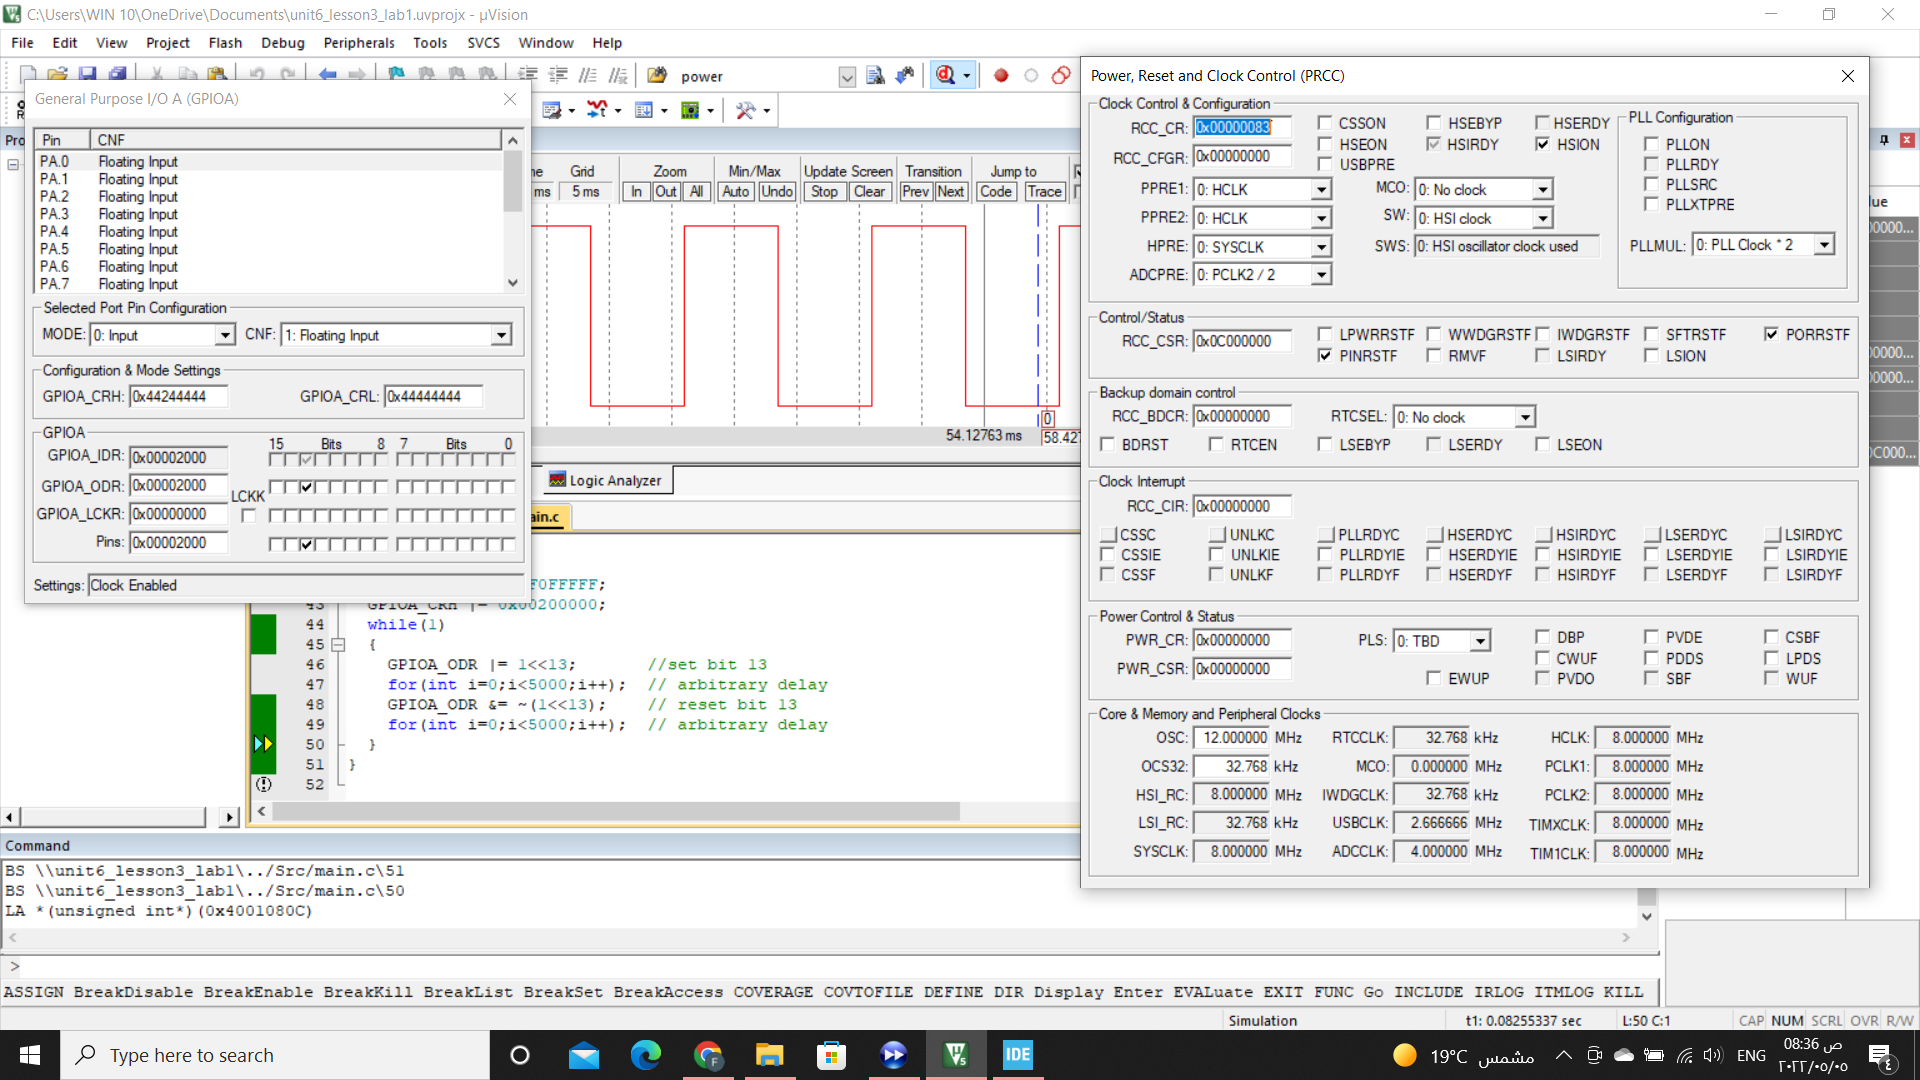 C:\Users\WIN 10\OneDrive\Documents\unit6_lesson3_lab1.uvprojx - µVision
File Edit View Project Flash Debug Peripherals Tools SVCS Window Help
power
General Purpose I/O A (GPIOA)
Pin CNF
PA.0 Floating Input
PA.1 Floating Input
PA.2 Floating Input
PA.3 Floating Input
PA.4 Floating Input
PA.5 Floating Input
PA.6 Floating Input
PA.7 Floating Input
Selected Port Pin Configuration
MODE: 0: Input CNF: 1: Floating Input
Configuration & Mode Settings
GPIOA_CRH: 0x44244444 GPIOA_CRL: 0x44444444
GPIOA
15 Bits 8 7 Bits 0
GPIOA_IDR: 0x00002000
GPIOA_ODR: 0x00002000
LCKK
GPIOA_LCKR: 0x00000000
Pins: 0x00002000
Settings: Clock Enabled
Grid Zoom Min/Max Update Screen Transition Jump to
ms 5 ms In Out All Auto Undo Stop Clear Prev Next Code Trace
0
54.12763 ms 58.427
Logic Analyzer
ain.c
F0FFFFF;
43 GPIOA_CRH |= 0x00200000;
44 while(1)
45 {
46 GPIOA_ODR |= 1<<13; //set bit 13
47 for(int i=0;i<5000;i++); // arbitrary delay
48 GPIOA_ODR &= ~(1<<13); // reset bit 13
49 for(int i=0;i<5000;i++); // arbitrary delay
50 }
51 }
52
Power, Reset and Clock Control (PRCC)
Clock Control & Configuration
RCC_CR: 0x00000083 CSSON HSEBYP HSERDY
HSEON HSIRDY HSION
RCC_CFGR: 0x00000000 USBPRE
PPRE1: 0: HCLK MCO: 0: No clock
PPRE2: 0: HCLK SW: 0: HSI clock
HPRE: 0: SYSCLK SWS: 0: HSI oscillator clock used
ADCPRE: 0: PCLK2 / 2
PLL Configuration
PLLON
PLLRDY
PLLSRC
PLLXTPRE
PLLMUL: 0: PLL Clock * 2
Control/Status
RCC_CSR: 0x0C000000 LPWRRSTF WWDGRSTF IWDGRSTF SFTRSTF PORRSTF
PINRSTF RMVF LSIRDY LSION
Backup domain control
RCC_BDCR: 0x00000000 RTCSEL: 0: No clock
BDRST RTCEN LSEBYP LSERDY LSEON
Clock Interrupt
RCC_CIR: 0x00000000
CSSC UNLKC PLLRDYC HSERDYC HSIRDYC LSERDYC LSIRDYC
CSSIE UNLKIE PLLRDYIE HSERDYIE HSIRDYIE LSERDYIE LSIRDYIE
CSSF UNLKF PLLRDYF HSERDYF HSIRDYF LSERDYF LSIRDYF
Power Control & Status
PWR_CR: 0x00000000 PLS: 0: TBD DBP PVDE CSBF
CWUF PDDS LPDS
PWR_CSR: 0x00000000 EWUP PVDO SBF WUF
Core & Memory and Peripheral Clocks
OSC: 12.000000 MHz RTCCLK: 32.768 kHz HCLK: 8.000000 MHz
OCS32: 32.768 kHz MCO: 0.000000 MHz PCLK1: 8.000000 MHz
HSI_RC: 8.000000 MHz IWDGCLK: 32.768 kHz PCLK2: 8.000000 MHz
LSI_RC: 32.768 kHz USBCLK: 2.666666 MHz TIMXCLK: 8.000000 MHz
SYSCLK: 8.000000 MHz ADCCLK: 4.000000 MHz TIM1CLK: 8.000000 MHz
Command
BS \\unit6_lesson3_lab1\../Src/main.c\51
BS \\unit6_lesson3_lab1\../Src/main.c\50
LA *(unsigned int*)(0x4001080C)
>
ASSIGN BreakDisable BreakEnable BreakKill BreakList BreakSet BreakAccess COVERAGE COVTOFILE DEFINE DIR Display Enter EVALuate EXIT FUNC Go INCLUDE IRLOG ITMLOG KILL
Simulation t1: 0.08255337 sec L:50 C:1 CAP NUM SCRL OVR R/W
Type here to search
IDE
19°C مشمس
ENG
08:36 ص
٢٠٢٢/٠٥/٠٥
٤